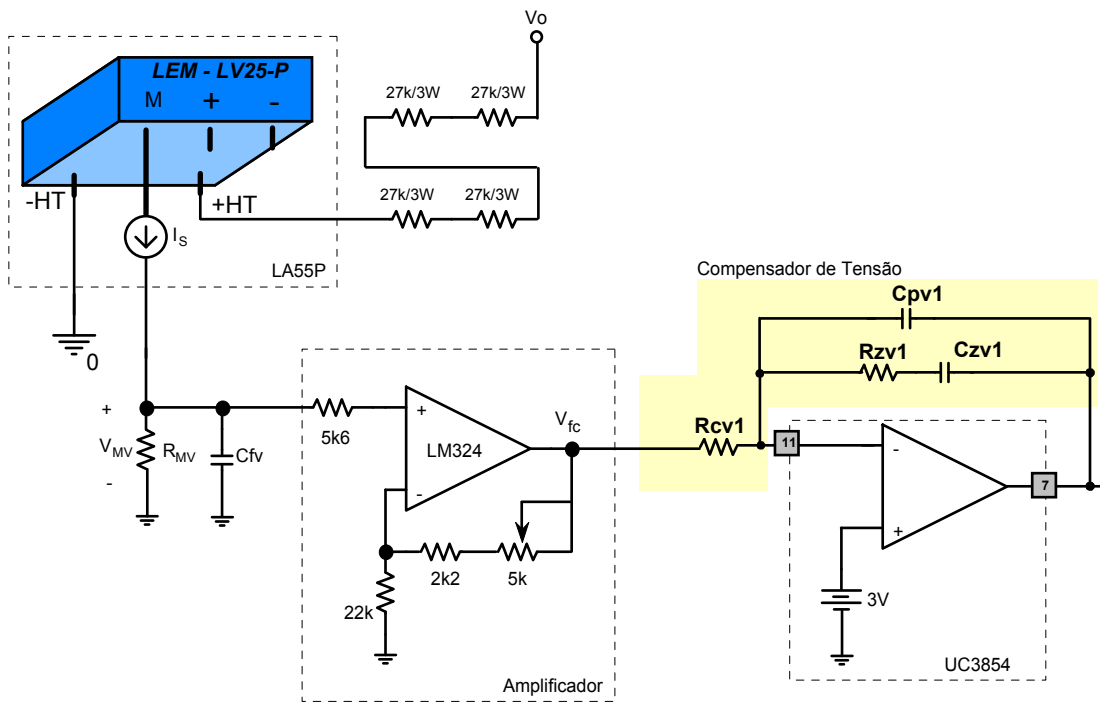 Vo
LEM - LV25-P
M + -
27k/3W 27k/3W
27k/3W 27k/3W
-HT
+HT
I_S
LA55P
0
Compensador de Tensão
Cpv1
Rzv1 Czv1
Rcv1
11
7
-
+
3V
UC3854
+
V_MV
-
R_MV
Cfv
5k6
+
LM324
-
V_fc
2k2
5k
22k
Amplificador